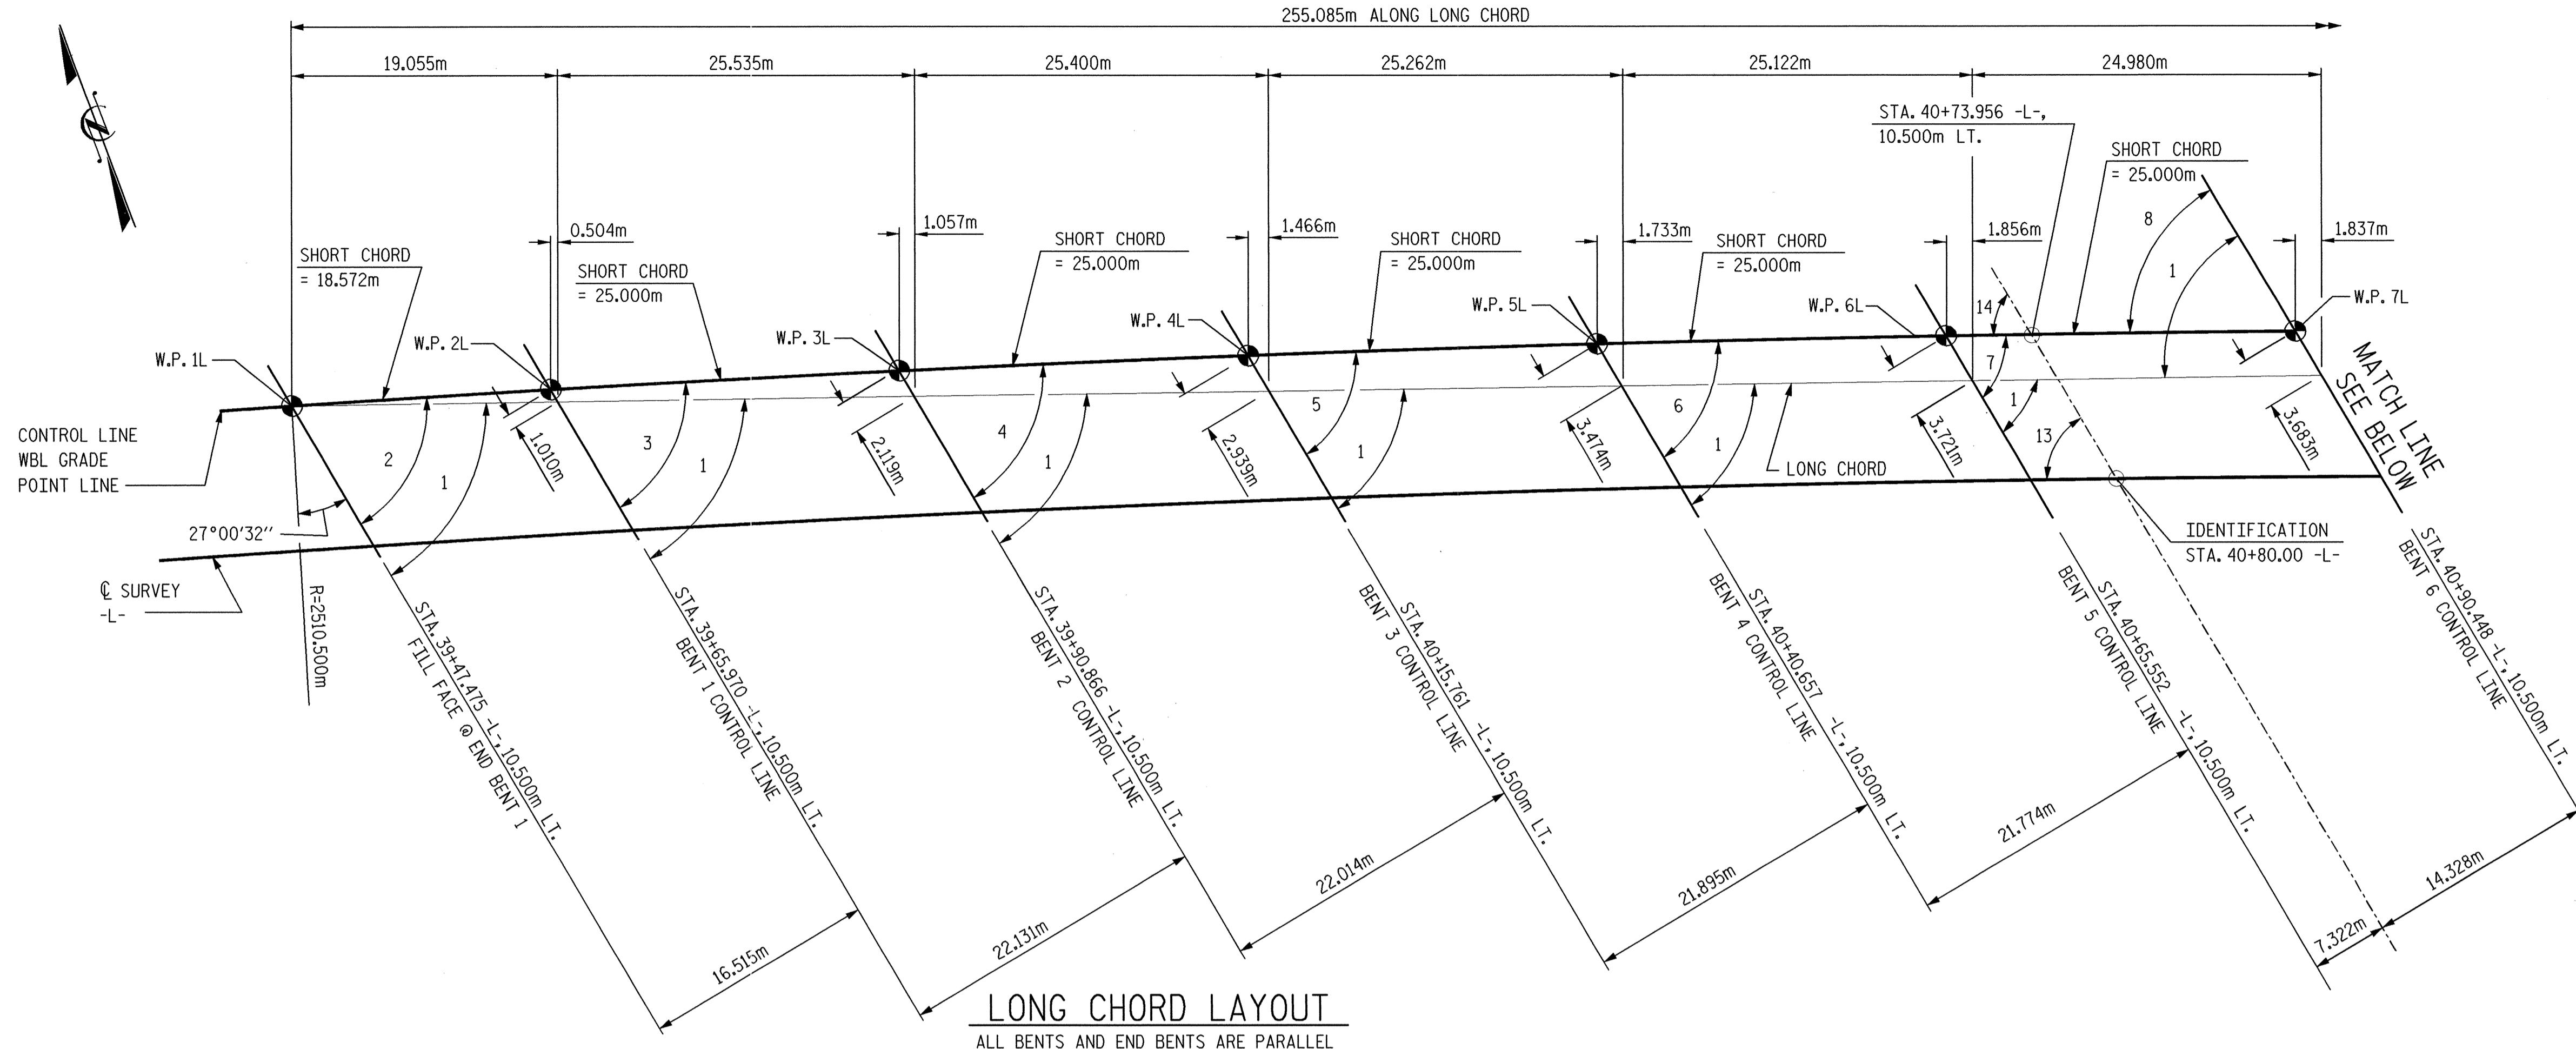 255.085m ALONG LONG CHORD
19.055m
25.535m
25.400m
25.262m
25.122m
24.980m
N
STA. 40+73.956 -L-,
10.500m LT.
SHORT CHORD
= 25.000m
SHORT CHORD
= 18.572m
0.504m
SHORT CHORD
= 25.000m
1.057m
SHORT CHORD
= 25.000m
1.466m
SHORT CHORD
= 25.000m
1.733m
SHORT CHORD
= 25.000m
1.856m
1.837m
W.P. 1L
W.P. 2L
W.P. 3L
W.P. 4L
W.P. 5L
W.P. 6L
W.P. 7L
14
8
1
7
1
13
2
1
3
1
4
1
5
1
6
1
1.010m
2.119m
2.939m
3.474m
3.721m
3.683m
MATCH LINE
SEE BELOW
CONTROL LINE
WBL GRADE
POINT LINE
LONG CHORD
27°00'32"
R=2510.500m
℄ SURVEY
-L-
IDENTIFICATION
STA. 40+80.00 -L-
STA. 39+47.475 -L-, 10.500m LT.
FILL FACE @ END BENT 1
STA. 39+65.970 -L-, 10.500m LT.
BENT 1 CONTROL LINE
STA. 39+90.866 -L-, 10.500m LT.
BENT 2 CONTROL LINE
STA. 40+15.761 -L-, 10.500m LT.
BENT 3 CONTROL LINE
STA. 40+40.657 -L-, 10.500m LT.
BENT 4 CONTROL LINE
STA. 40+65.552 -L-, 10.500m LT.
BENT 5 CONTROL LINE
STA. 40+90.448 -L-, 10.500m LT.
BENT 6 CONTROL LINE
16.515m
22.131m
22.014m
21.895m
21.774m
7.322m
14.328m
LONG CHORD LAYOUT
ALL BENTS AND END BENTS ARE PARALLEL